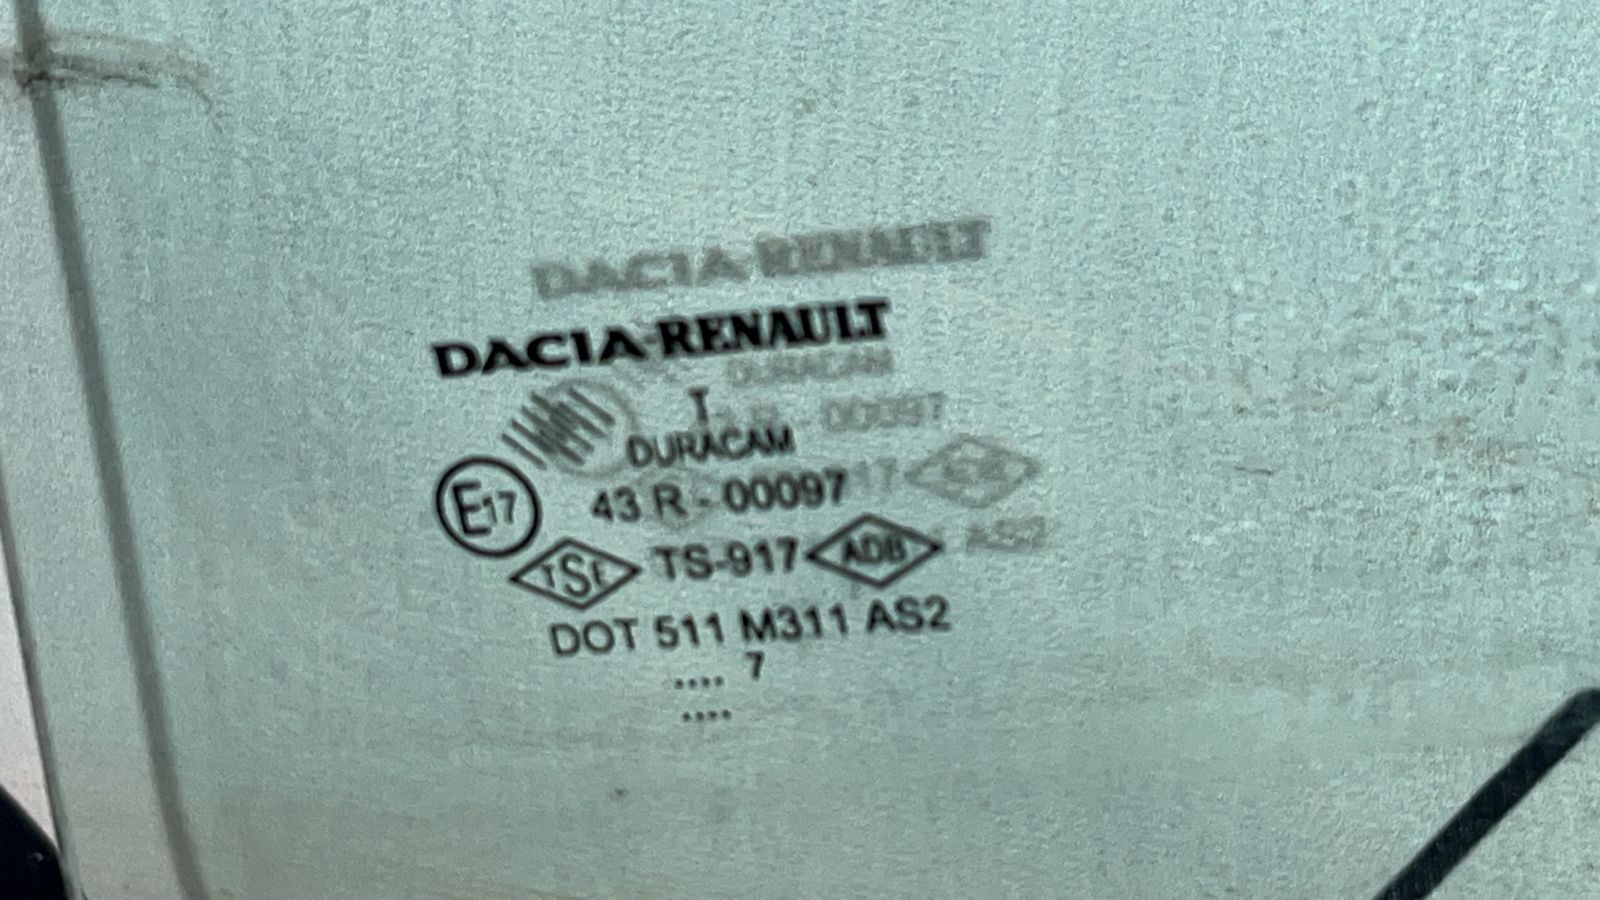 DACIA-RENAULT
T
DURACAM
E17 43 R - 00097
TSE TS-917 ADB
DOT 511 M311 AS2
.... 7
....